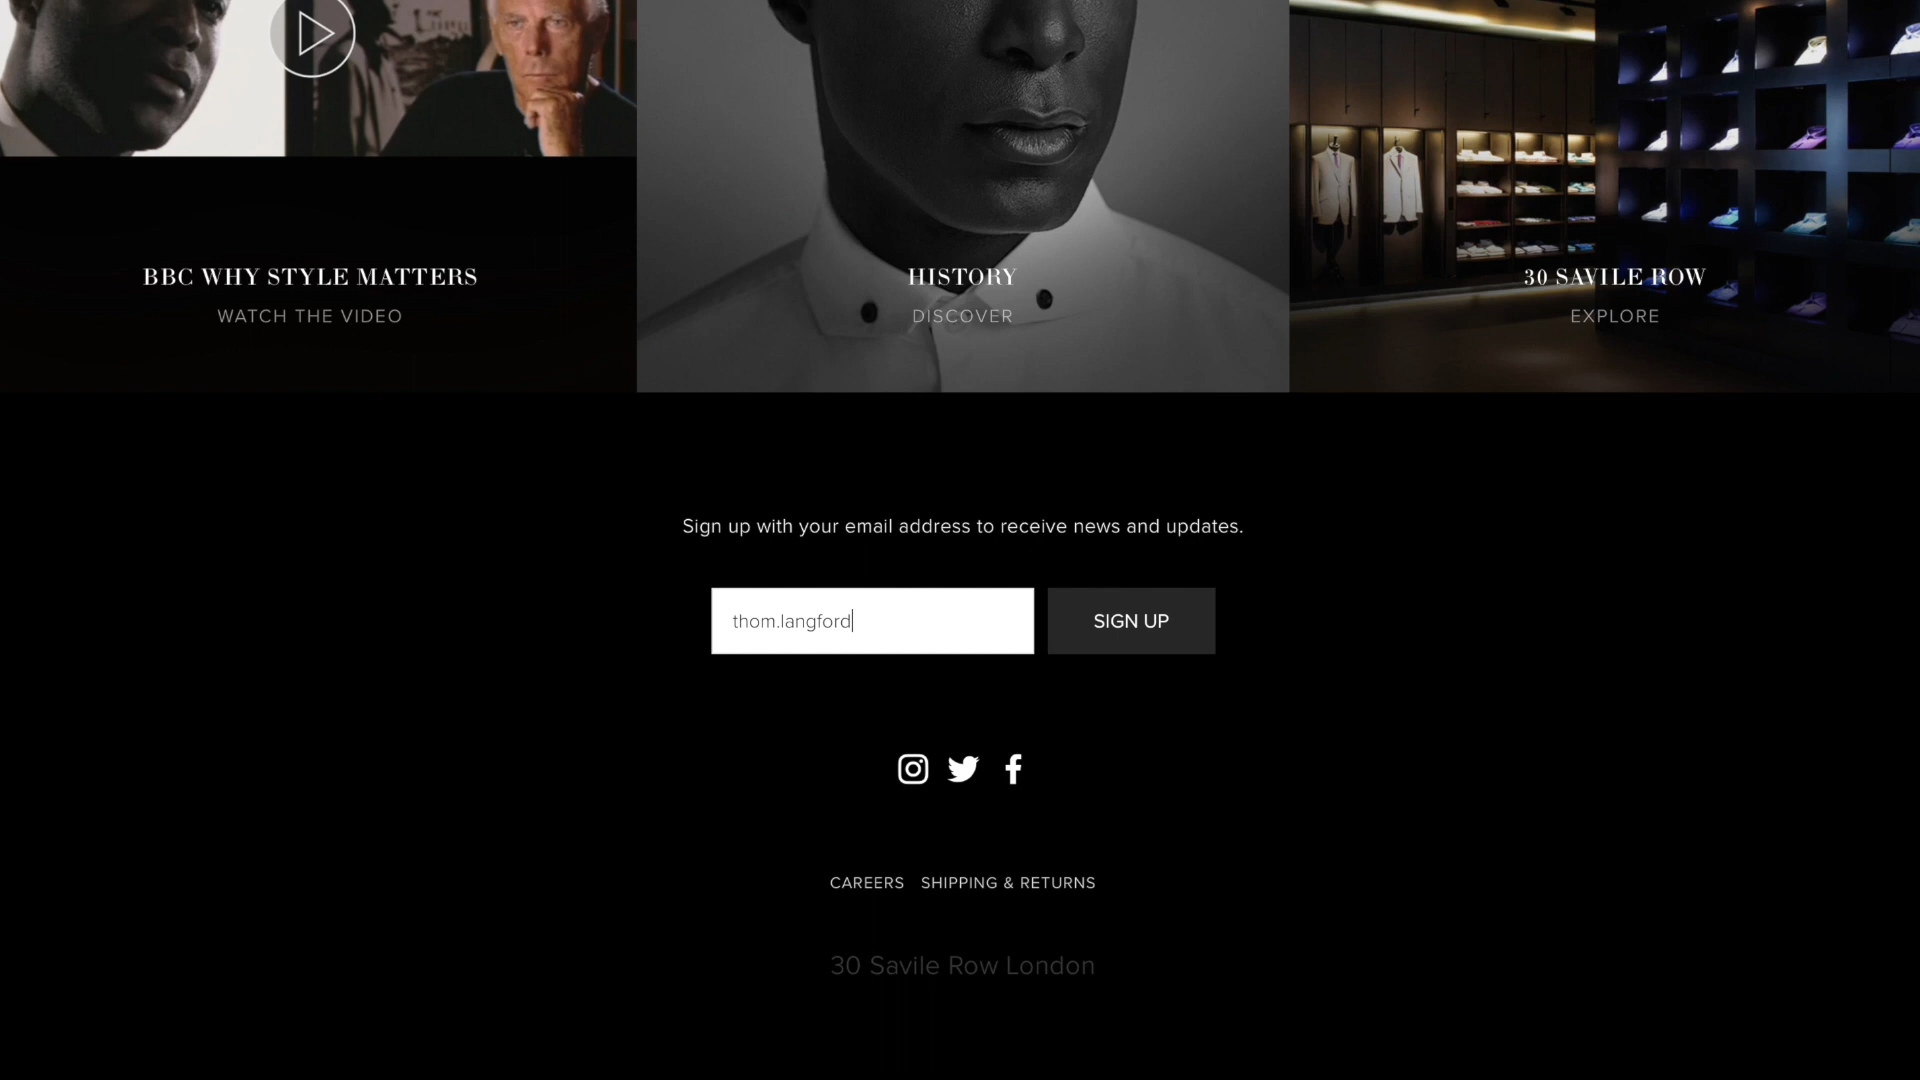 BBC WHY STYLE MATTERS
WATCH THE VIDEO
HISTORY
DISCOVER
30 SAVILE ROW
EXPLORE
Sign up with your email address to receive news and updates.
thom.langford
SIGN UP
CAREERS SHIPPING & RETURNS
30 Savile Row London